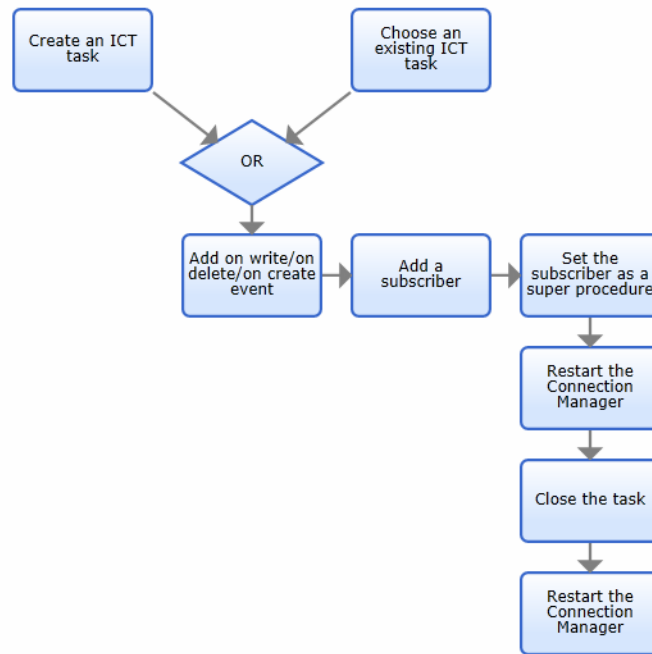 Create an ICT
task
Choose an
existing ICT
task
OR
Add on write/on
delete/on create
event
Add a
subscriber
Set the
subscriber as a
super procedure
Restart the
Connection
Manager
Close the task
Restart the
Connection
Manager